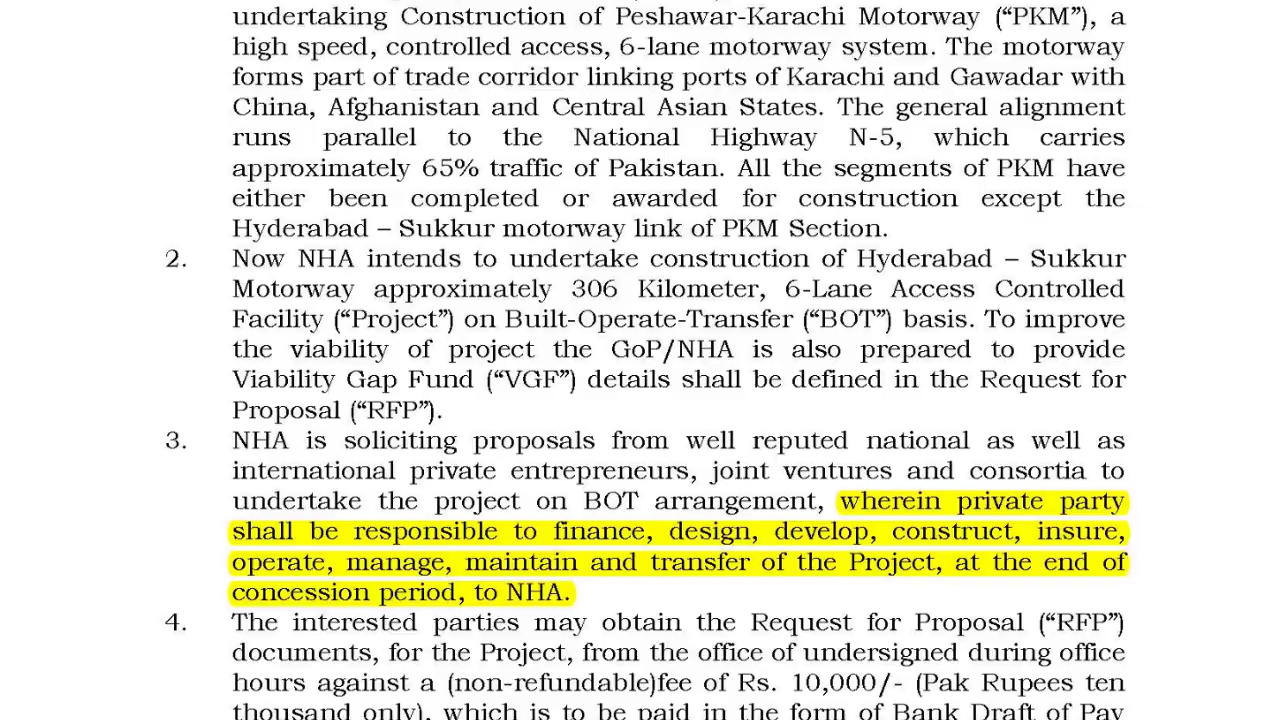 undertaking Construction of Peshawar-Karachi Motorway (“PKM”), a
high speed, controlled access, 6-lane motorway system. The motorway
forms part of trade corridor linking ports of Karachi and Gawadar with
China, Afghanistan and Central Asian States. The general alignment
runs parallel to the National Highway N-5, which carries
approximately 65% traffic of Pakistan. All the segments of PKM have
either been completed or awarded for construction except the
Hyderabad – Sukkur motorway link of PKM Section.
2. Now NHA intends to undertake construction of Hyderabad – Sukkur
Motorway approximately 306 Kilometer, 6-Lane Access Controlled
Facility (“Project”) on Built-Operate-Transfer (“BOT”) basis. To improve
the viability of project the GoP/NHA is also prepared to provide
Viability Gap Fund (“VGF”) details shall be defined in the Request for
Proposal (“RFP”).
3. NHA is soliciting proposals from well reputed national as well as
international private entrepreneurs, joint ventures and consortia to
undertake the project on BOT arrangement, wherein private party
shall be responsible to finance, design, develop, construct, insure,
operate, manage, maintain and transfer of the Project, at the end of
concession period, to NHA.
4. The interested parties may obtain the Request for Proposal (“RFP”)
documents, for the Project, from the office of undersigned during office
hours against a (non-refundable)fee of Rs. 10,000/- (Pak Rupees ten
thousand only), which is to be paid in the form of Bank Draft of Pay